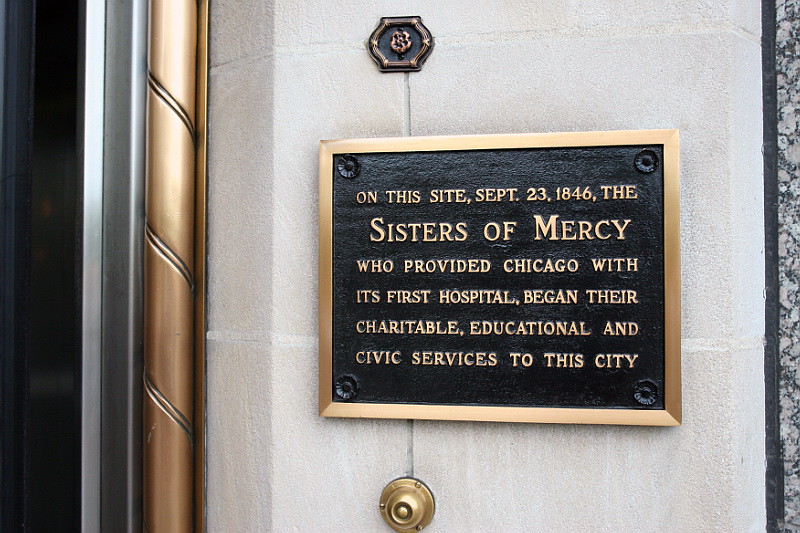 ON THIS SITE, SEPT. 23, 1846, THE
SISTERS OF MERCY
WHO PROVIDED CHICAGO WITH
ITS FIRST HOSPITAL, BEGAN THEIR
CHARITABLE, EDUCATIONAL AND
CIVIC SERVICES TO THIS CITY